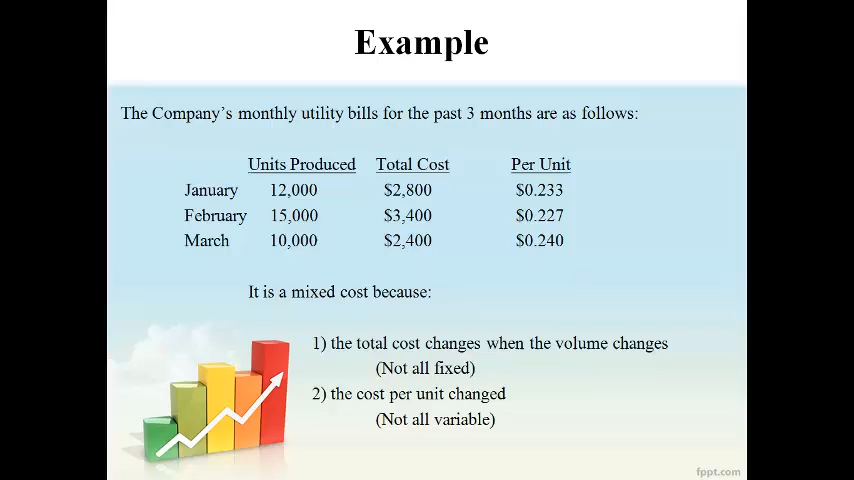 Example
The Company's monthly utility bills for the past 3 months are as follows:
Units Produced Total Cost Per Unit
January 12,000 $2,800 $0.233
February 15,000 $3,400 $0.227
March 10,000 $2,400 $0.240
It is a mixed cost because:
1) the total cost changes when the volume changes
(Not all fixed)
2) the cost per unit changed
(Not all variable)
fppt.com